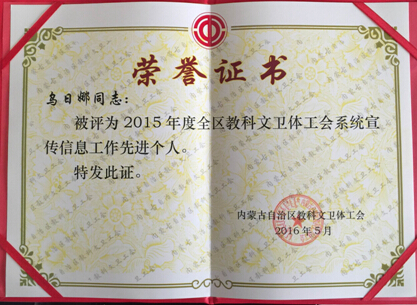 荣誉证书
乌日娜同志：
被评为2015年度全区教科文卫体工会系统宣
传信息工作先进个人。
特发此证。
内蒙古自治区教科文卫体工会
2016年5月